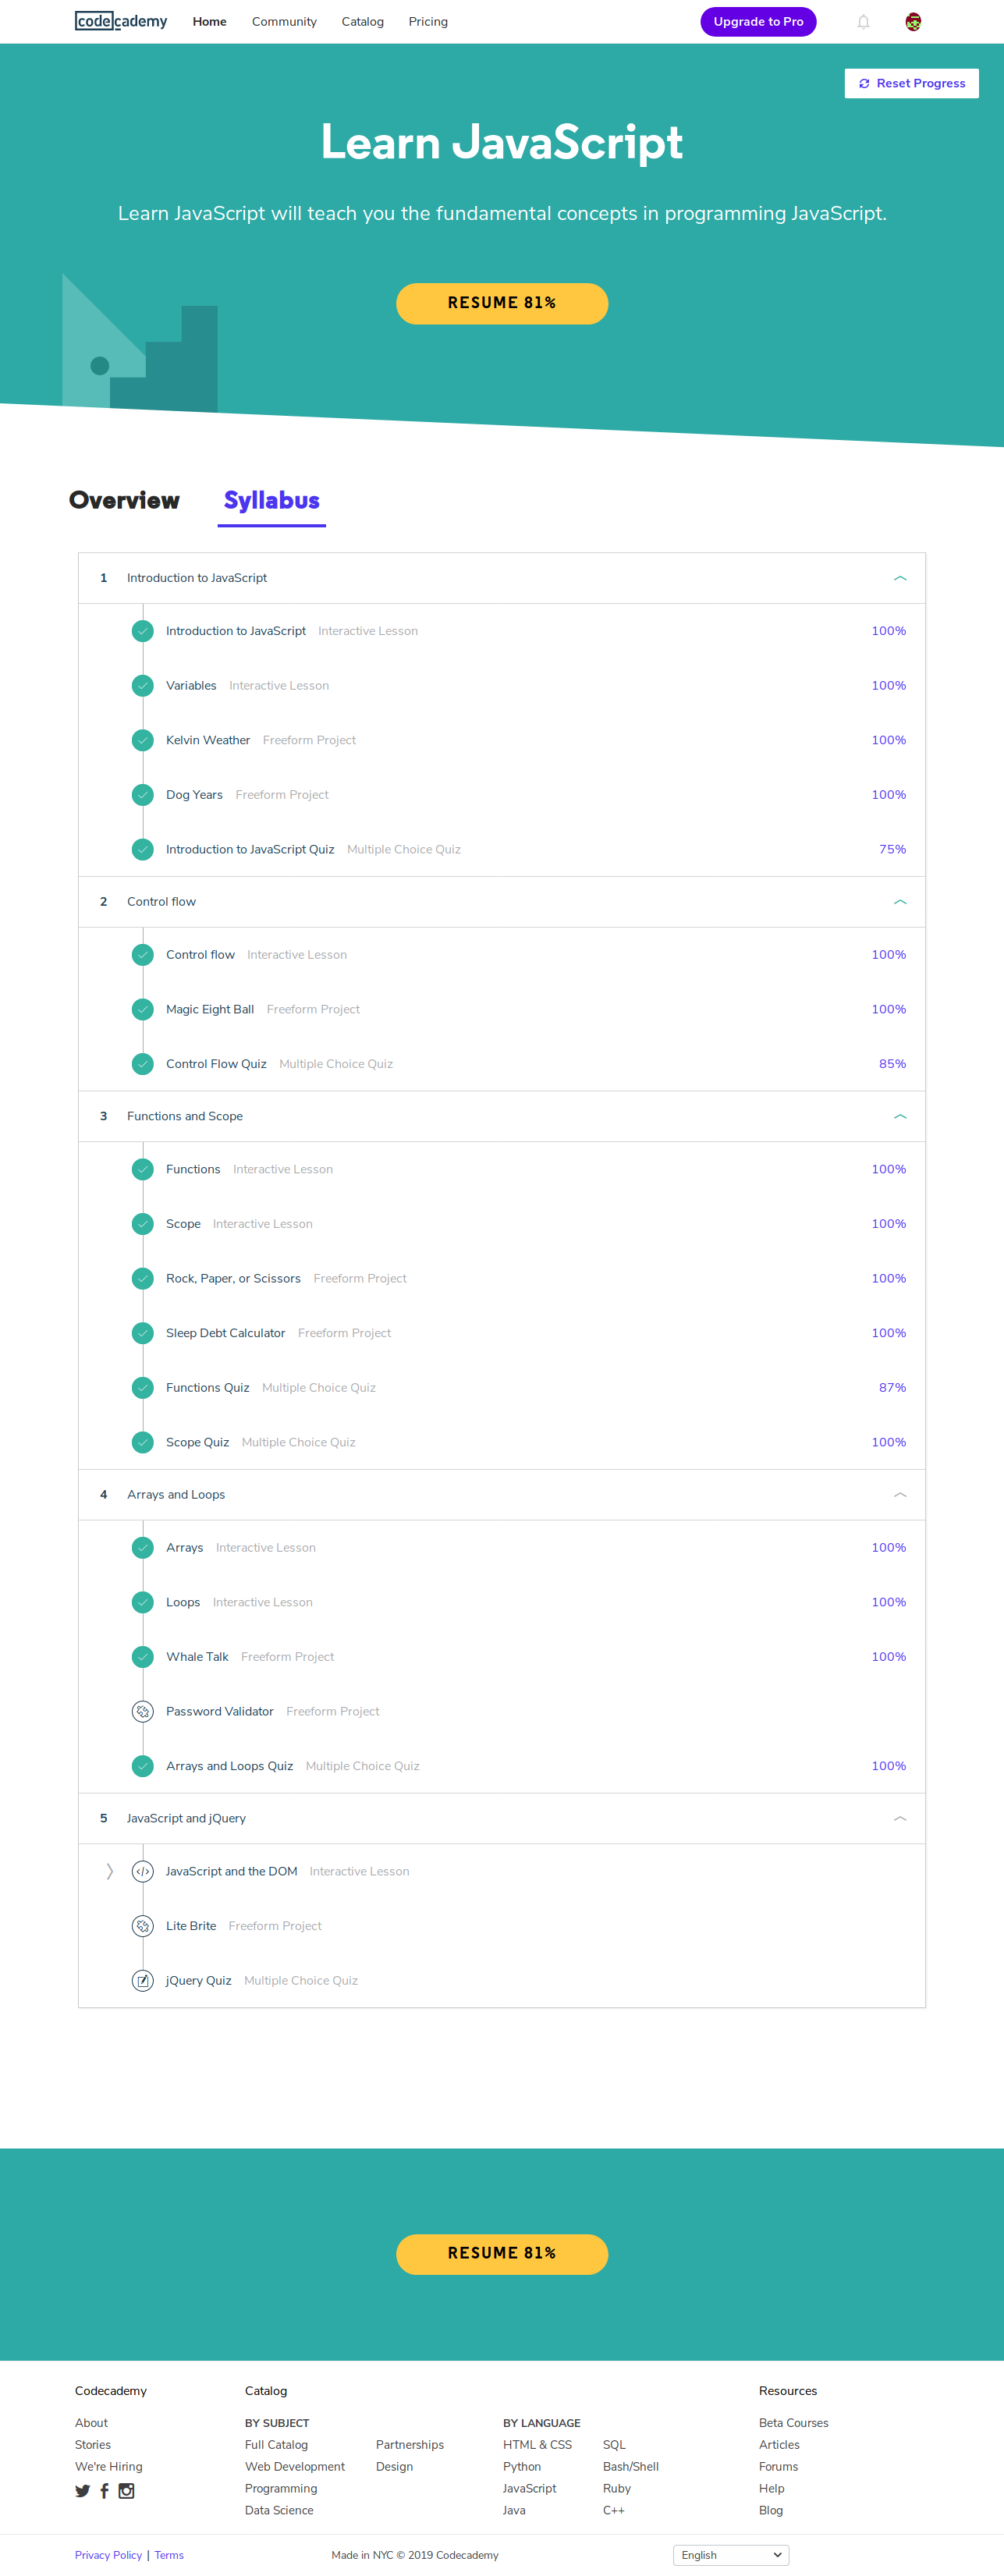 codecademy Home Community Catalog Pricing Upgrade to Pro
Reset Progress
Learn JavaScript
Learn JavaScript will teach you the fundamental concepts in programming JavaScript.
RESUME 81%
Overview Syllabus
1 Introduction to JavaScript
Introduction to JavaScript Interactive Lesson 100%
Variables Interactive Lesson 100%
Kelvin Weather Freeform Project 100%
Dog Years Freeform Project 100%
Introduction to JavaScript Quiz Multiple Choice Quiz 75%
2 Control flow
Control flow Interactive Lesson 100%
Magic Eight Ball Freeform Project 100%
Control Flow Quiz Multiple Choice Quiz 85%
3 Functions and Scope
Functions Interactive Lesson 100%
Scope Interactive Lesson 100%
Rock, Paper, or Scissors Freeform Project 100%
Sleep Debt Calculator Freeform Project 100%
Functions Quiz Multiple Choice Quiz 87%
Scope Quiz Multiple Choice Quiz 100%
4 Arrays and Loops
Arrays Interactive Lesson 100%
Loops Interactive Lesson 100%
Whale Talk Freeform Project 100%
Password Validator Freeform Project
Arrays and Loops Quiz Multiple Choice Quiz 100%
5 JavaScript and jQuery
JavaScript and the DOM Interactive Lesson
Lite Brite Freeform Project
jQuery Quiz Multiple Choice Quiz
RESUME 81%
Codecademy Catalog Resources
About BY SUBJECT BY LANGUAGE Beta Courses
Stories Full Catalog Partnerships HTML & CSS SQL Articles
We're Hiring Web Development Design Python Bash/Shell Forums
Programming JavaScript Ruby Help
Data Science Java C++ Blog
Privacy Policy | Terms Made in NYC © 2019 Codecademy English